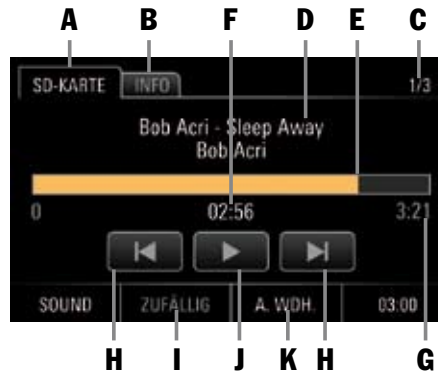 A B F D E C
SD-KARTE INFO 1/3
Bob Acri - Sleep Away
Bob Acri
0 02:56 3:21
SOUND ZUFÄLLIG A. WDH. 03:00
H I J K H G